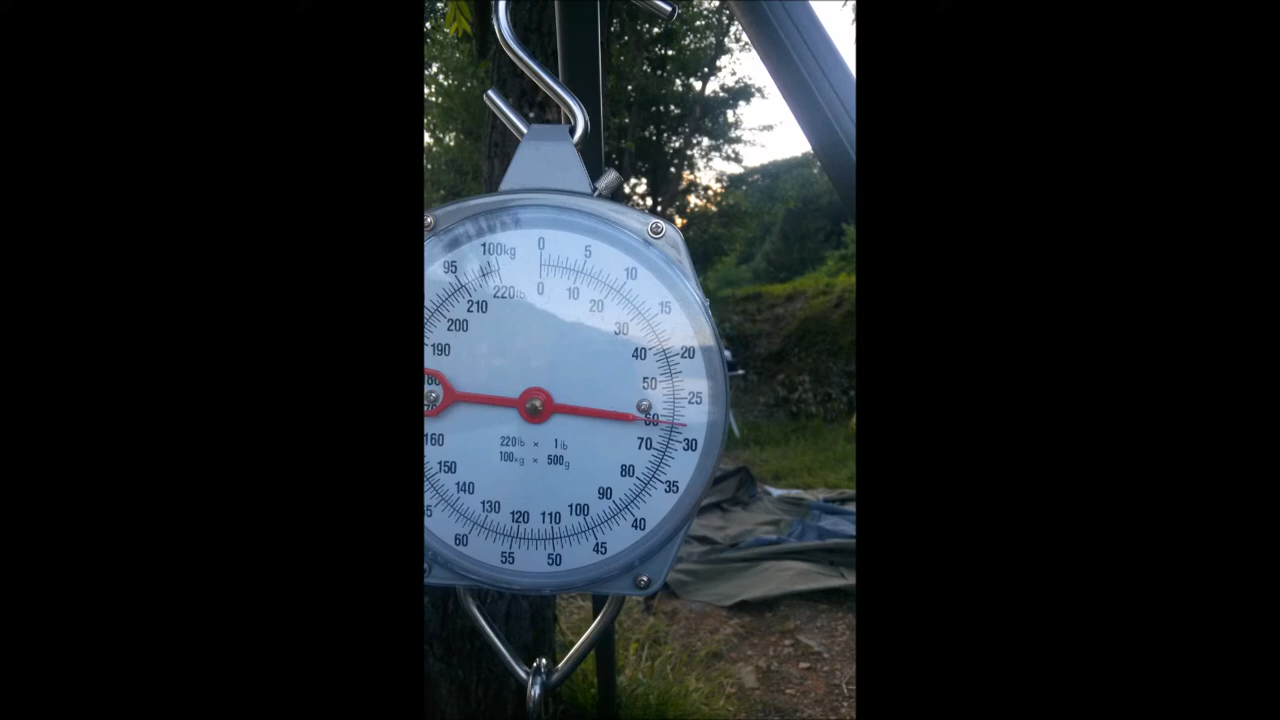 100kg 0 5 10 15 20 25 30 35 40 45 50 55 60
95
220lb 0 10 20 30 40 50 60 70 80 90 100 110 120 130 140 150 160
180 190 200 210
220lb × 1lb
100kg × 500g